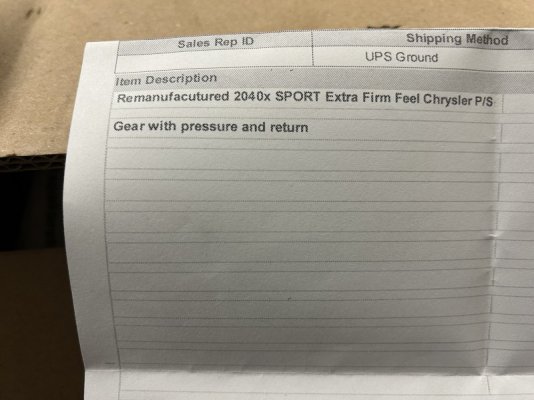 Sales Rep ID Shipping Method
UPS Ground
Item Description
Remanufacutured 2040x SPORT Extra Firm Feel Chrysler P/S
Gear with pressure and return